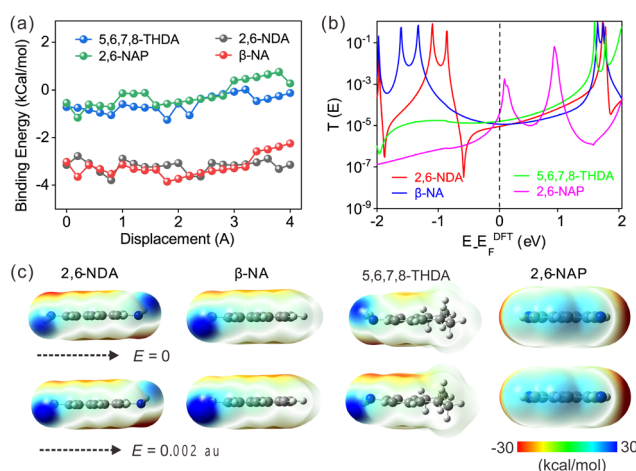 (a)
5,6,7,8-THDA
2,6-NDA
2,6-NAP
β-NA
Binding Energy (kCal/mol)
2
0
-2
-4
0
1
2
3
4
Displacement (A)
(b)
T (E)
10^-1
10^-3
10^-5
10^-7
10^-9
2,6-NDA
5,6,7,8-THDA
β-NA
2,6-NAP
-2
-1
0
1
2
E-E_F^DFT (eV)
(c)
2,6-NDA
β-NA
5,6,7,8-THDA
2,6-NAP
E = 0
E = 0.002 au
-30
30
(kcal/mol)